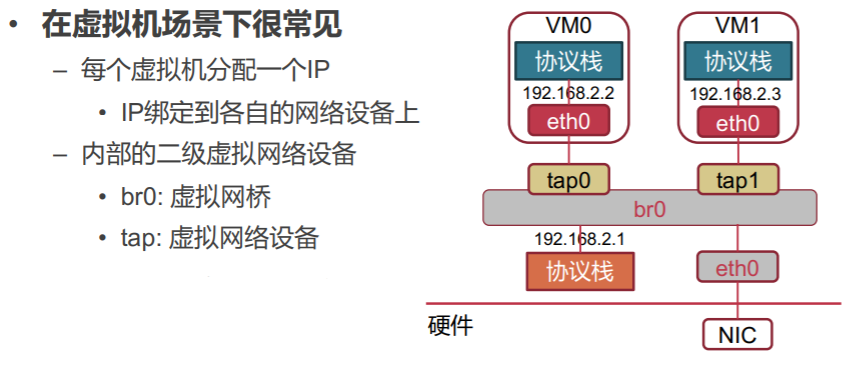 • 在虚拟机场景下很常见
– 每个虚拟机分配一个IP
• IP绑定到各自的网络设备上
– 内部的二级虚拟网络设备
• br0: 虚拟网桥
• tap: 虚拟网络设备
VM0
协议栈
192.168.2.2
eth0
tap0
VM1
协议栈
192.168.2.3
eth0
tap1
br0
192.168.2.1
协议栈
eth0
硬件
NIC